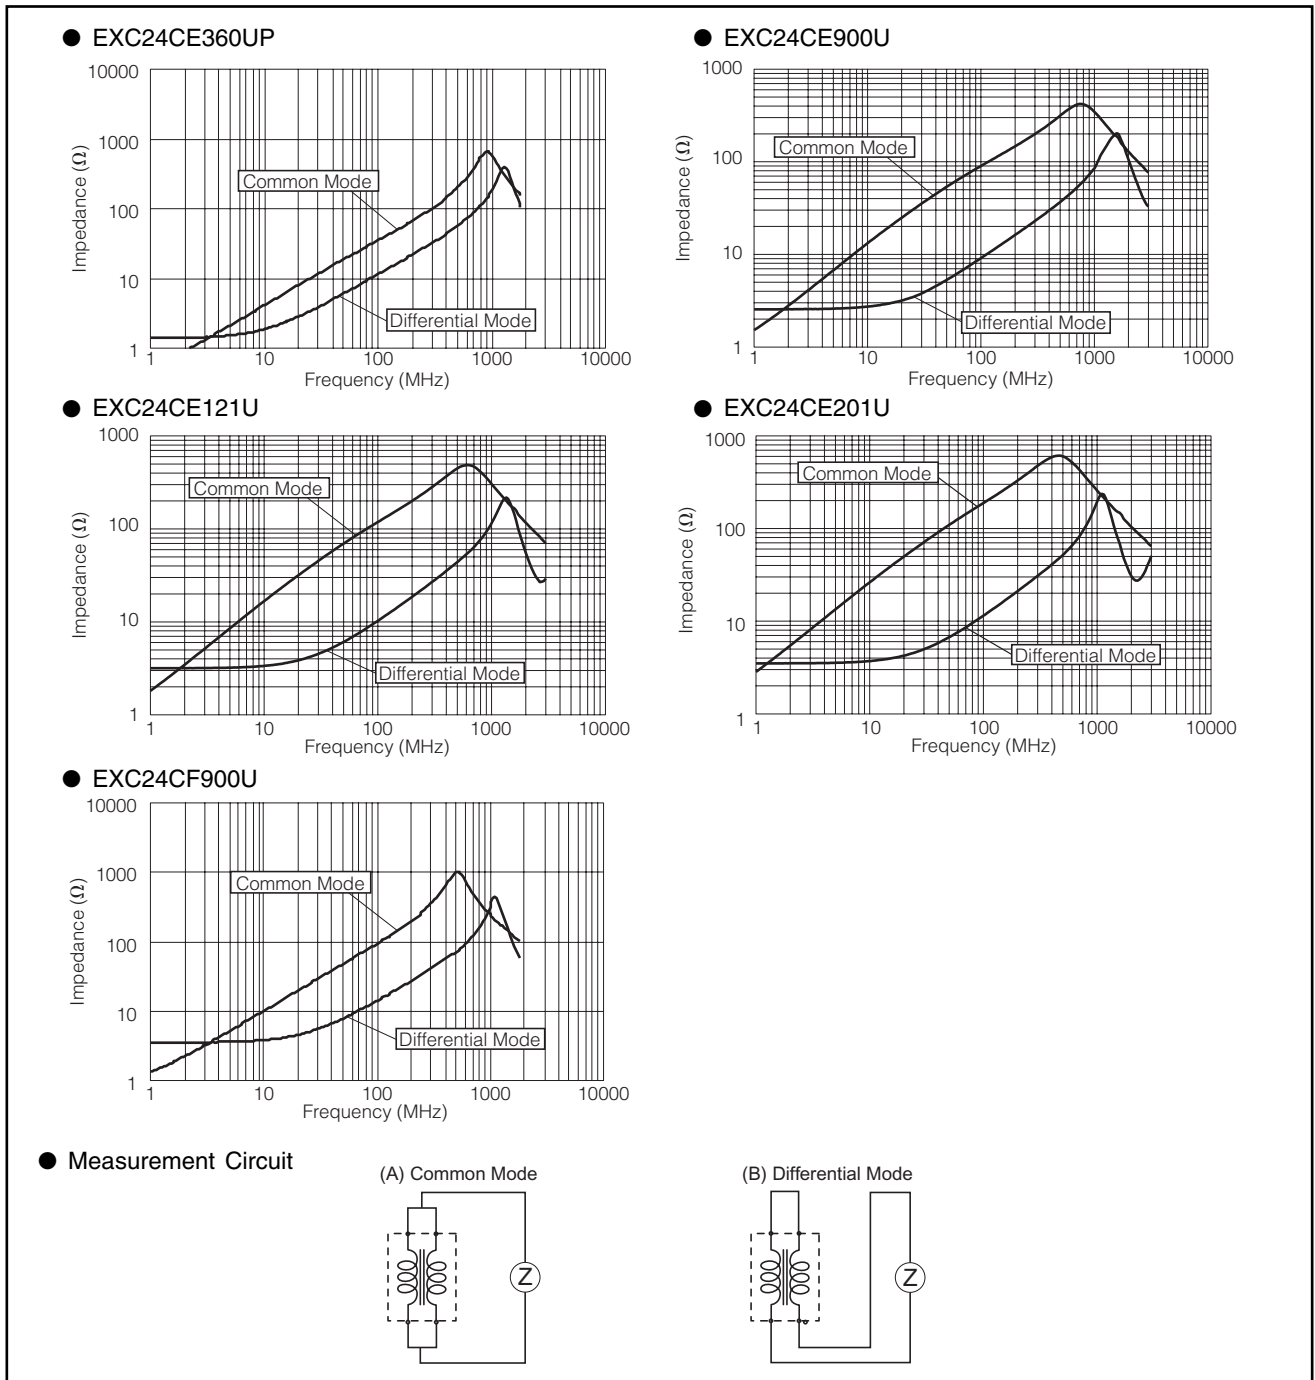 ● EXC24CE360UP
10000
1000
100
10
1
Impedance (Ω)
Common Mode
Differential Mode
1 10 100 1000 10000
Frequency (MHz)
● EXC24CE900U
1000
100
10
1
Impedance (Ω)
Common Mode
Differential Mode
1 10 100 1000 10000
Frequency (MHz)
● EXC24CE121U
1000
100
10
1
Impedance (Ω)
Common Mode
Differential Mode
1 10 100 1000 10000
Frequency (MHz)
● EXC24CE201U
1000
100
10
1
Impedance (Ω)
Common Mode
Differential Mode
1 10 100 1000 10000
Frequency (MHz)
● EXC24CF900U
10000
1000
100
10
1
Impedance (Ω)
Common Mode
Differential Mode
1 10 100 1000 10000
Frequency (MHz)
● Measurement Circuit
(A) Common Mode
Z
(B) Differential Mode
Z